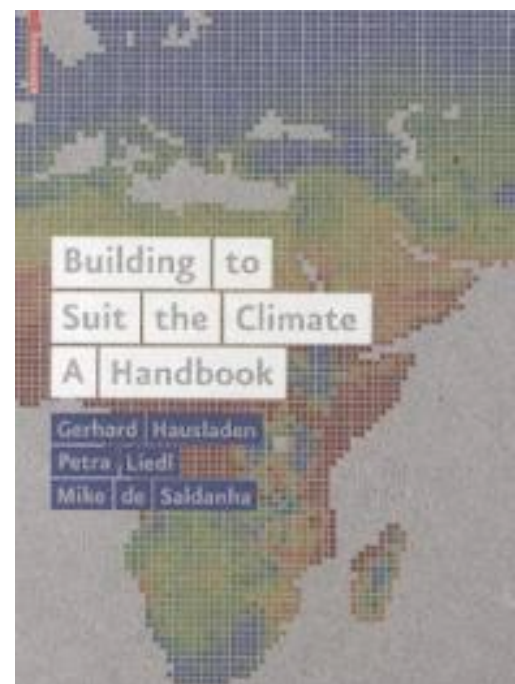 Building to
Suit the Climate
A Handbook
Gerhard Hausladen
Petra Liedl
Mike de Saldanha